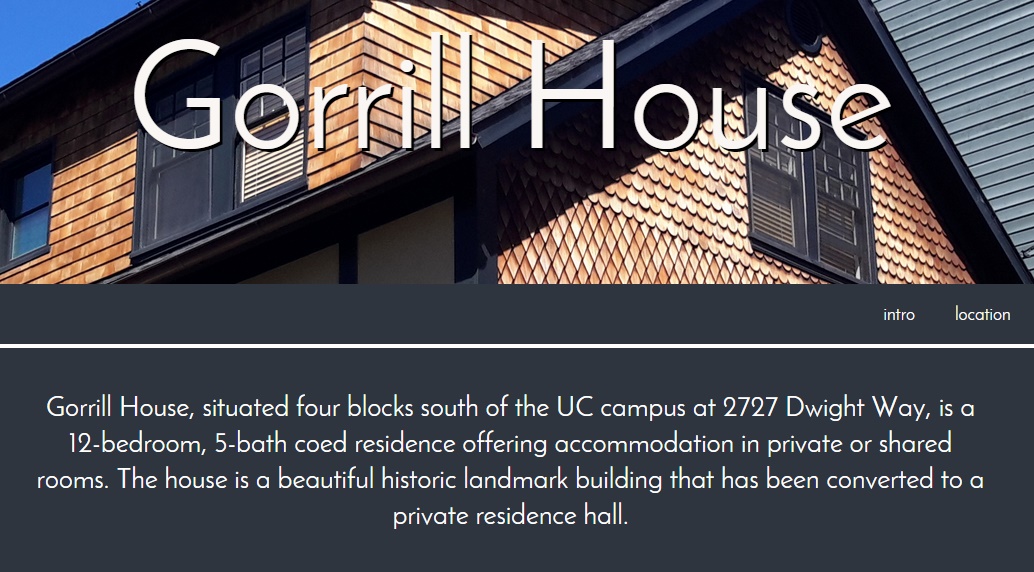 Gorrill House
intro location
Gorrill House, situated four blocks south of the UC campus at 2727 Dwight Way, is a
12-bedroom, 5-bath coed residence offering accommodation in private or shared
rooms. The house is a beautiful historic landmark building that has been converted to a
private residence hall.